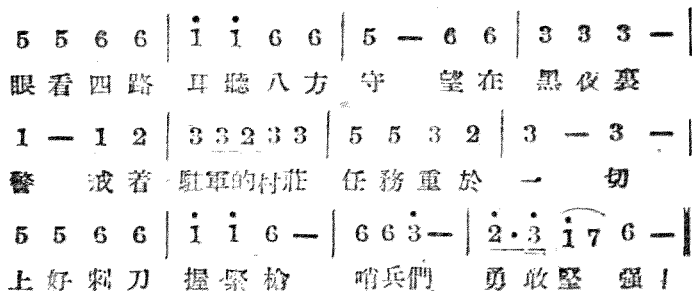 5 5 6 6 | i̇ i̇ 6 6 | 5 — 6 6 | 3 3 3 — |
眼看四路 耳聽八方 守 望在 黑夜裏
1 — 1 2 | 3 3 2 3 3 | 5 5 3 2 | 3 — 3 — |
警 戒着 駐軍的村莊 任務重於 一 切
5 5 6 6 | 1̇ 1̇ 6 — | 6 6 3̇ — | 2̇ · 3̇ 1̇ 7 6 — ‖
上好刺刀 握緊槍 哨兵們 勇敢堅 强!